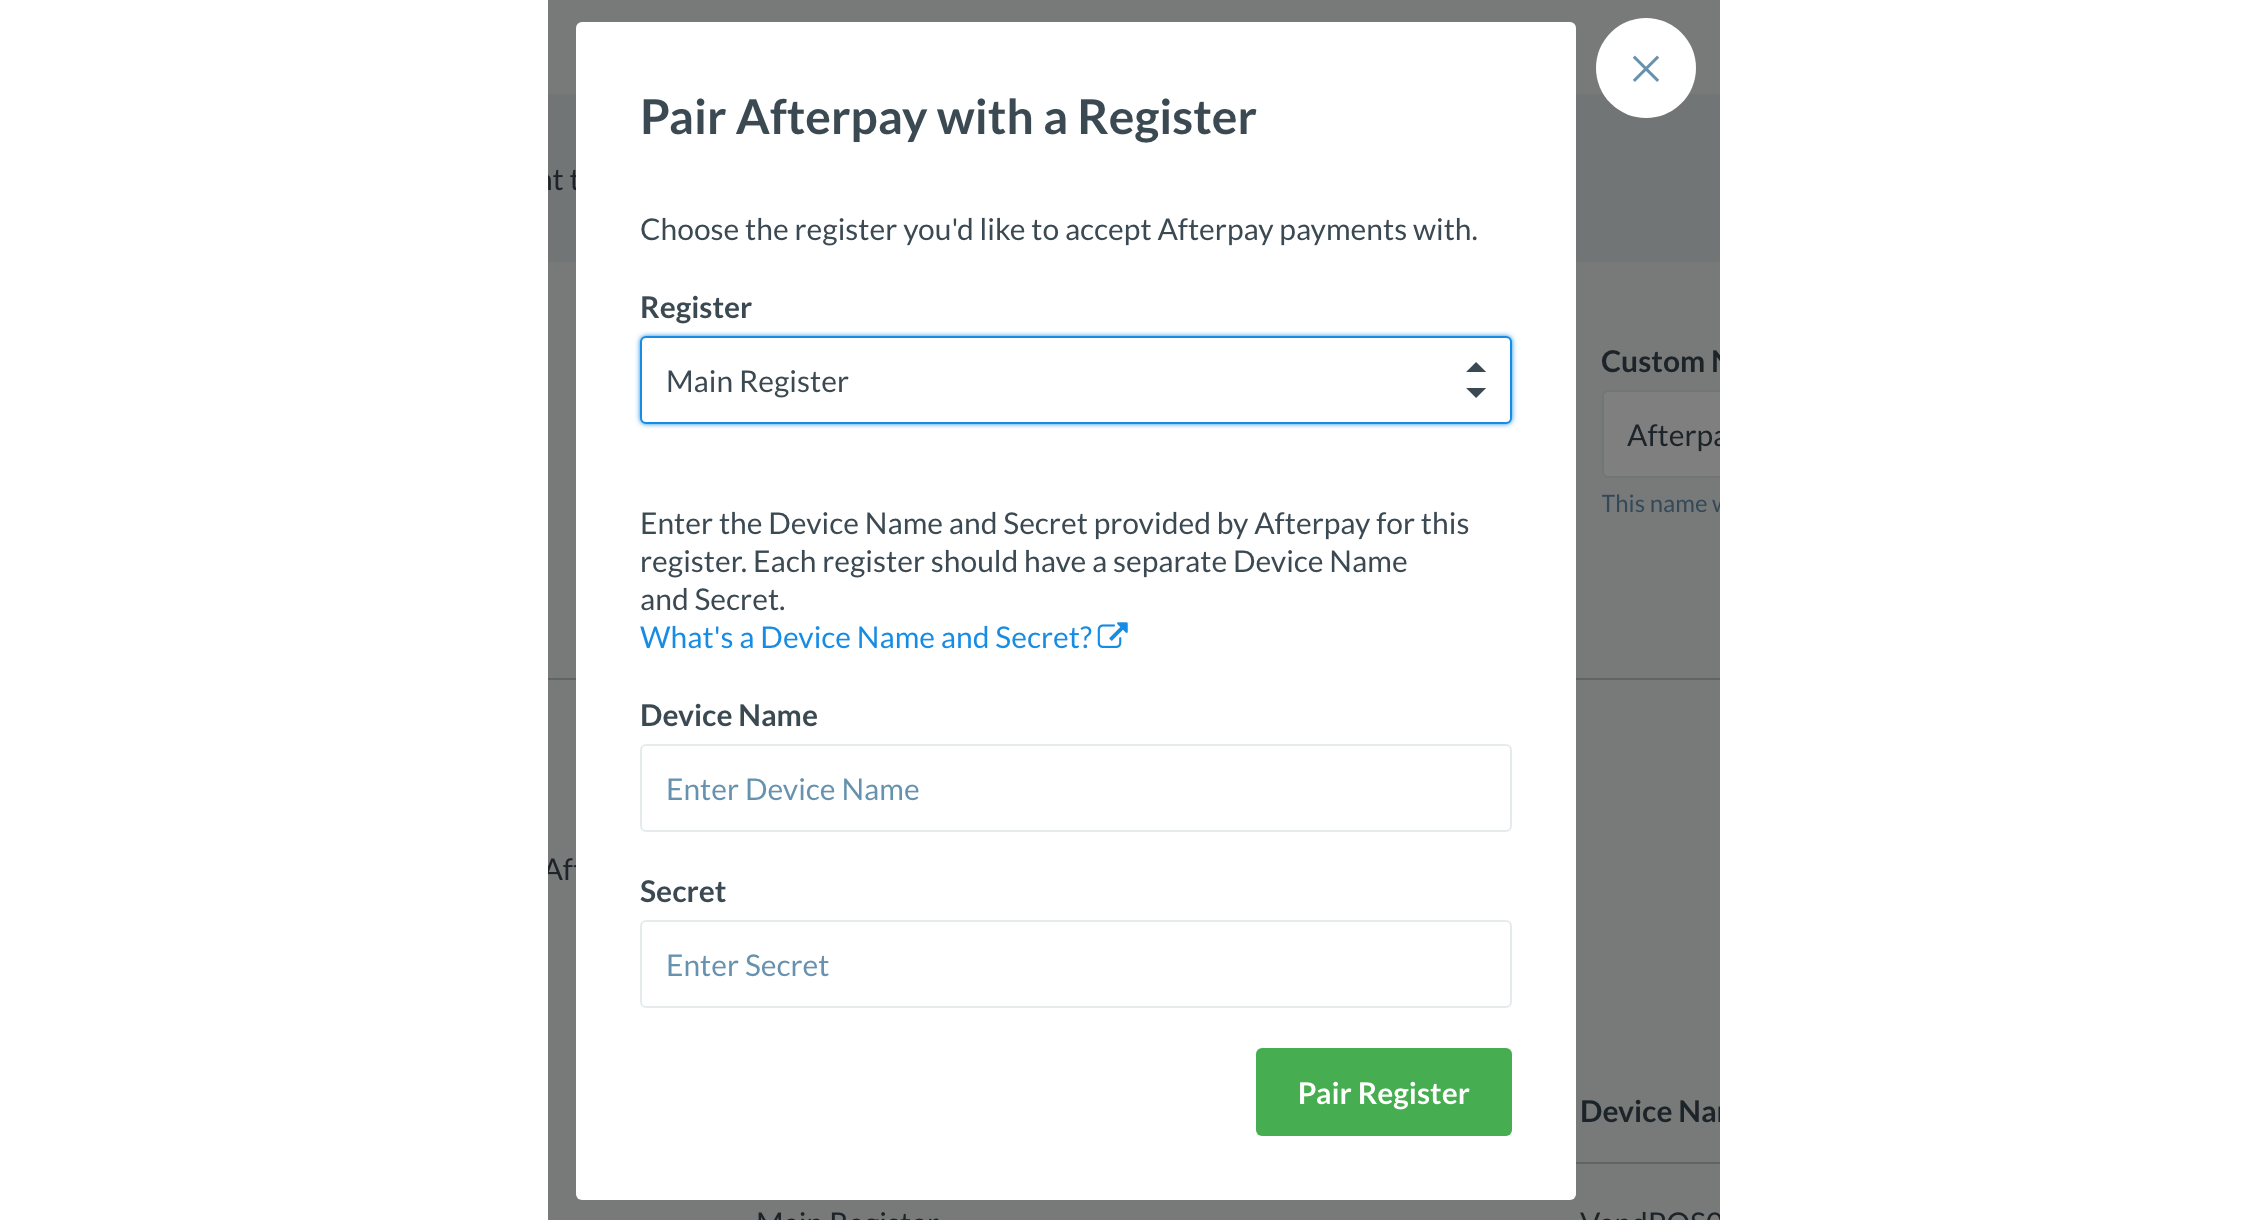 Pair Afterpay with a Register
Choose the register you'd like to accept Afterpay payments with.
Register
Main Register
Enter the Device Name and Secret provided by Afterpay for this
register. Each register should have a separate Device Name
and Secret.
What's a Device Name and Secret?
Device Name
Enter Device Name
Secret
Enter Secret
Pair Register
Custom
Afterpa
This name
Device Nar
Main Register